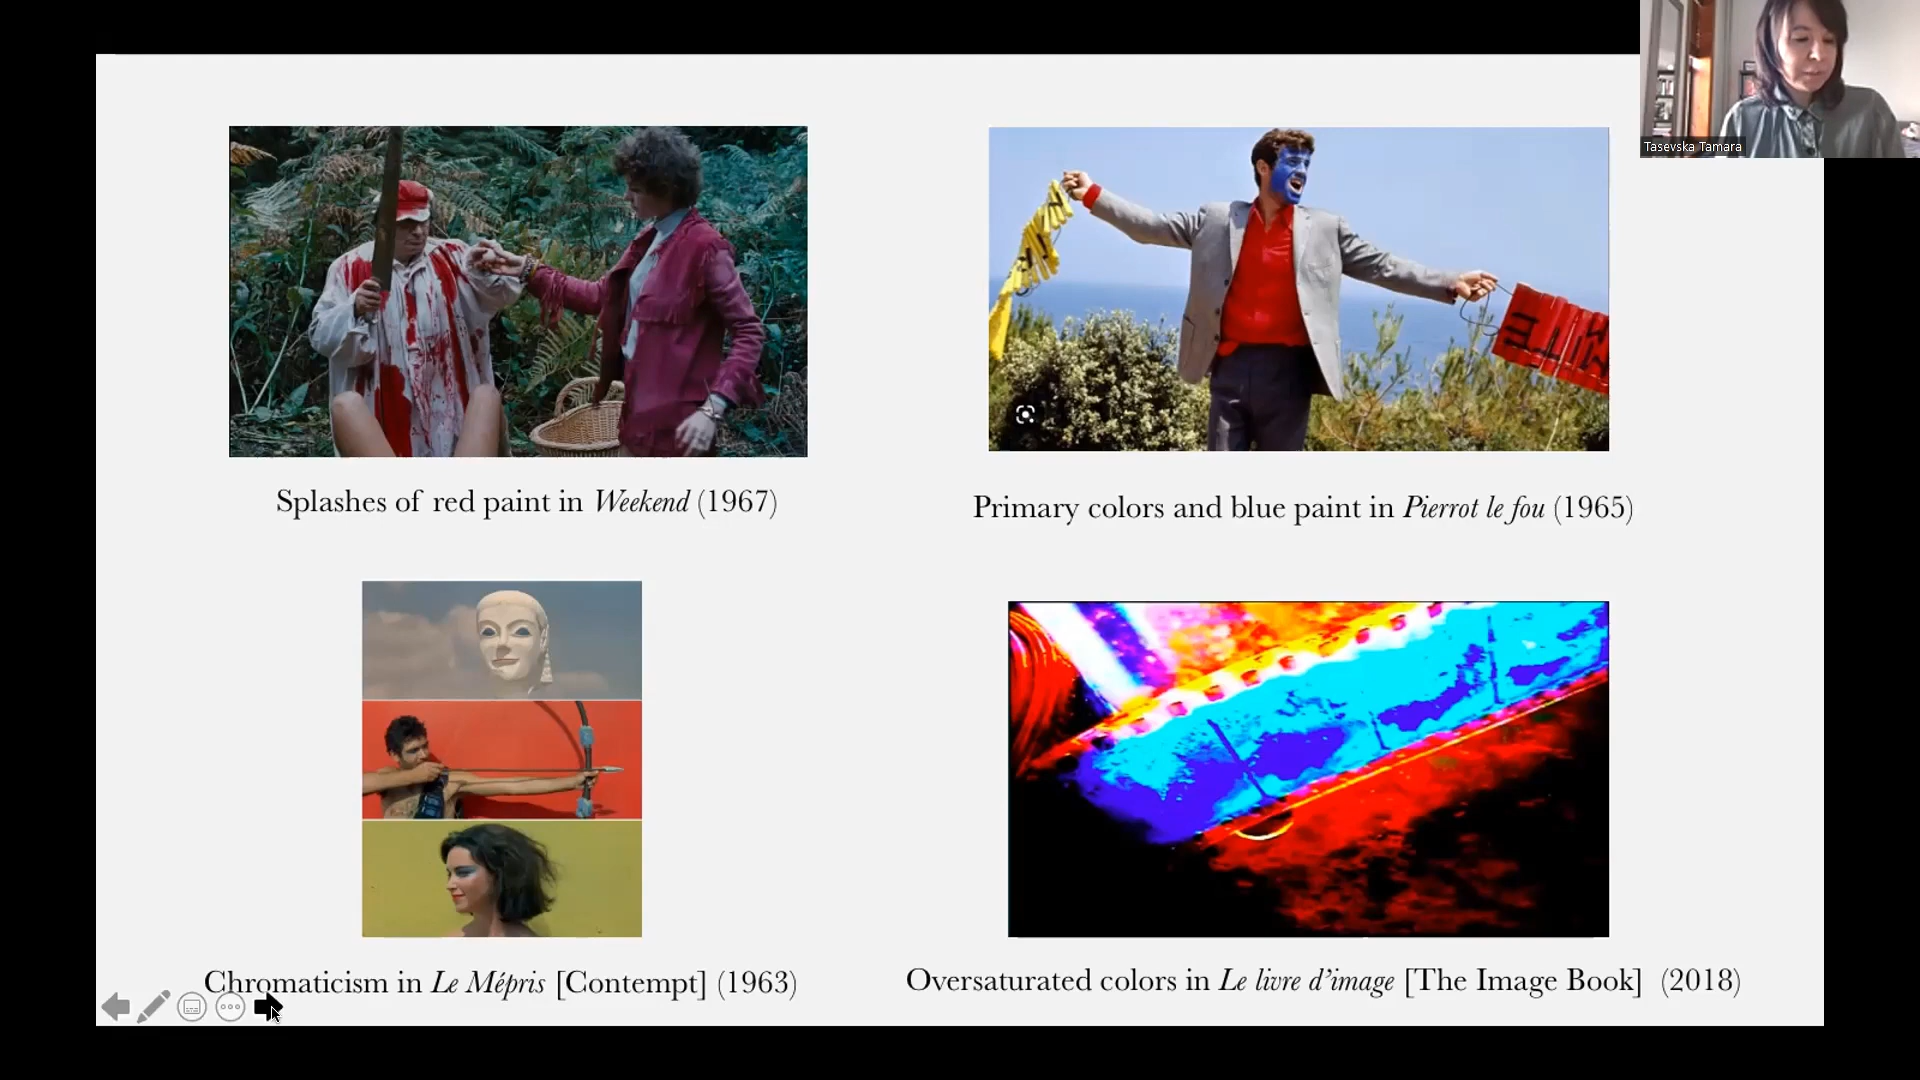 Tasevska Tamara
Splashes of red paint in Weekend (1967)
Primary colors and blue paint in Pierrot le fou (1965)
Chromaticism in Le Mépris [Contempt] (1963)
Oversaturated colors in Le livre d’image [The Image Book] (2018)